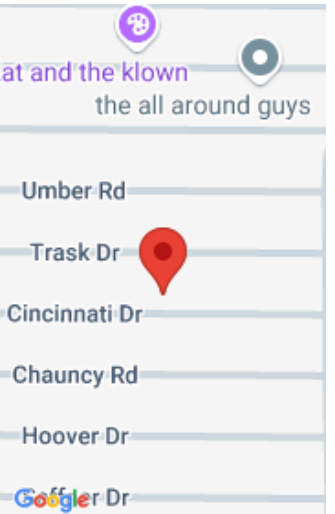 at and the klown
the all around guys
Umber Rd
Trask Dr
Cincinnati Dr
Chauncy Rd
Hoover Dr
Google
Dr